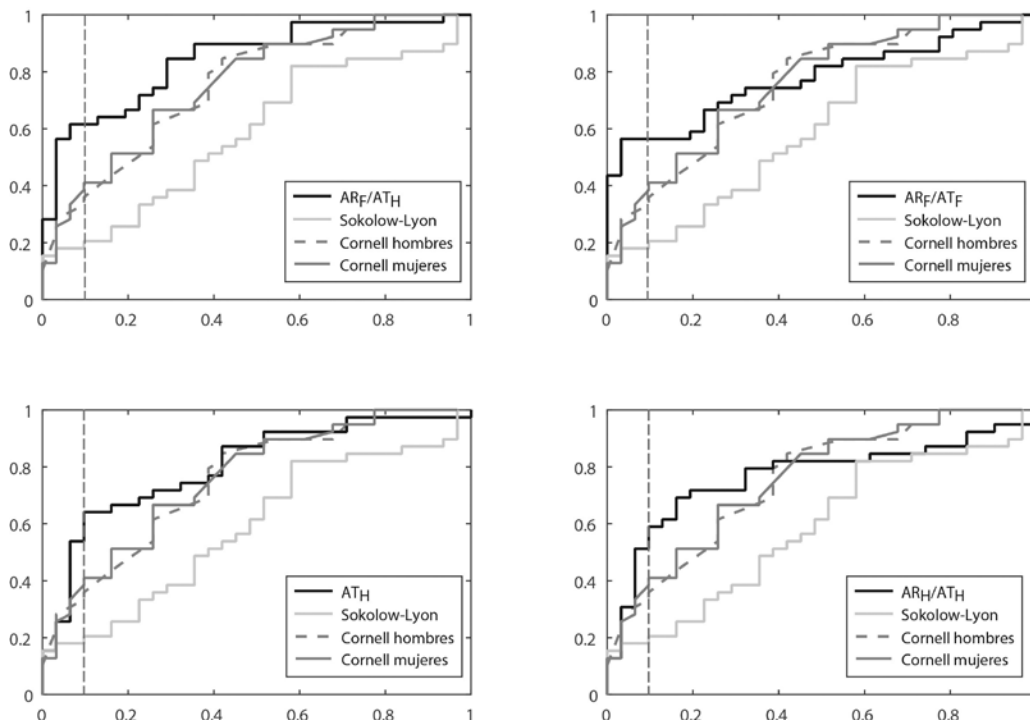 1
0.8
0.6
0.4
0.2
0
0 0.2 0.4 0.6 0.8 1
ARF/ATH
Sokolow-Lyon
Cornell hombres
Cornell mujeres
1
0.8
0.6
0.4
0.2
0
0 0.2 0.4 0.6 0.8
ARF/ATF
Sokolow-Lyon
Cornell hombres
Cornell mujeres
1
0.8
0.6
0.4
0.2
0
0 0.2 0.4 0.6 0.8 1
ATH
Sokolow-Lyon
Cornell hombres
Cornell mujeres
1
0.8
0.6
0.4
0.2
0
0 0.2 0.4 0.6 0.8
ARH/ATH
Sokolow-Lyon
Cornell hombres
Cornell mujeres